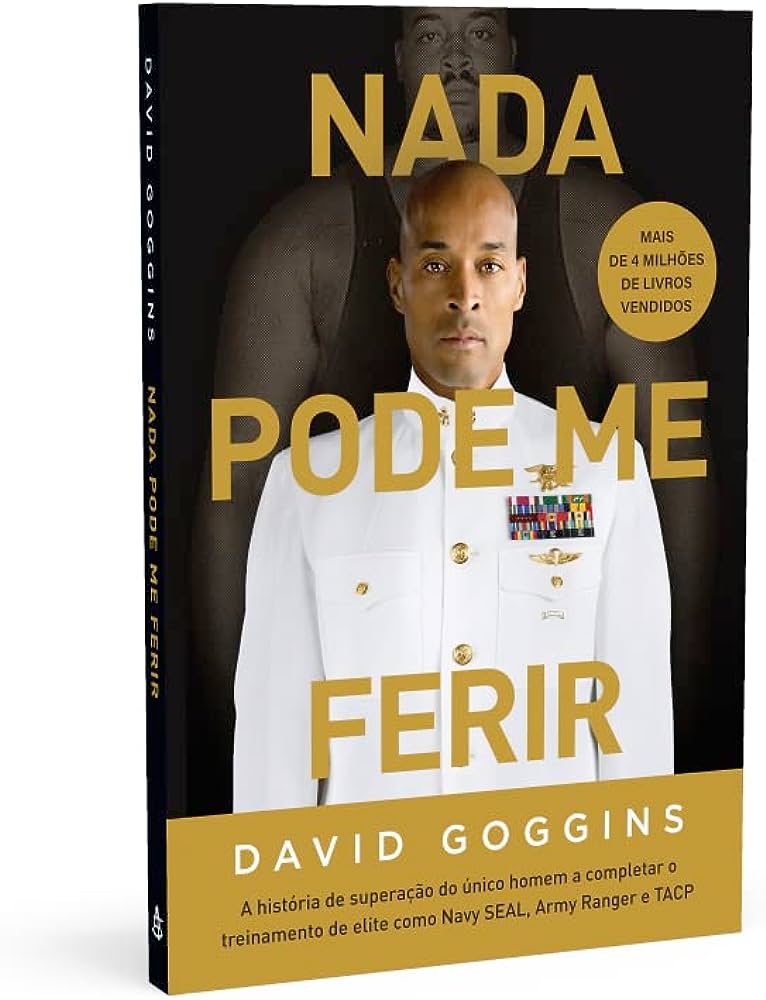 DAVID GOGGINS NADA PODE ME FERIR
NADA
MAIS
DE 4 MILHÕES
DE LIVROS
VENDIDOS
PODE ME
FERIR
DAVID GOGGINS
A história de superação do único homem a completar o
treinamento de elite como Navy SEAL, Army Ranger e TACP